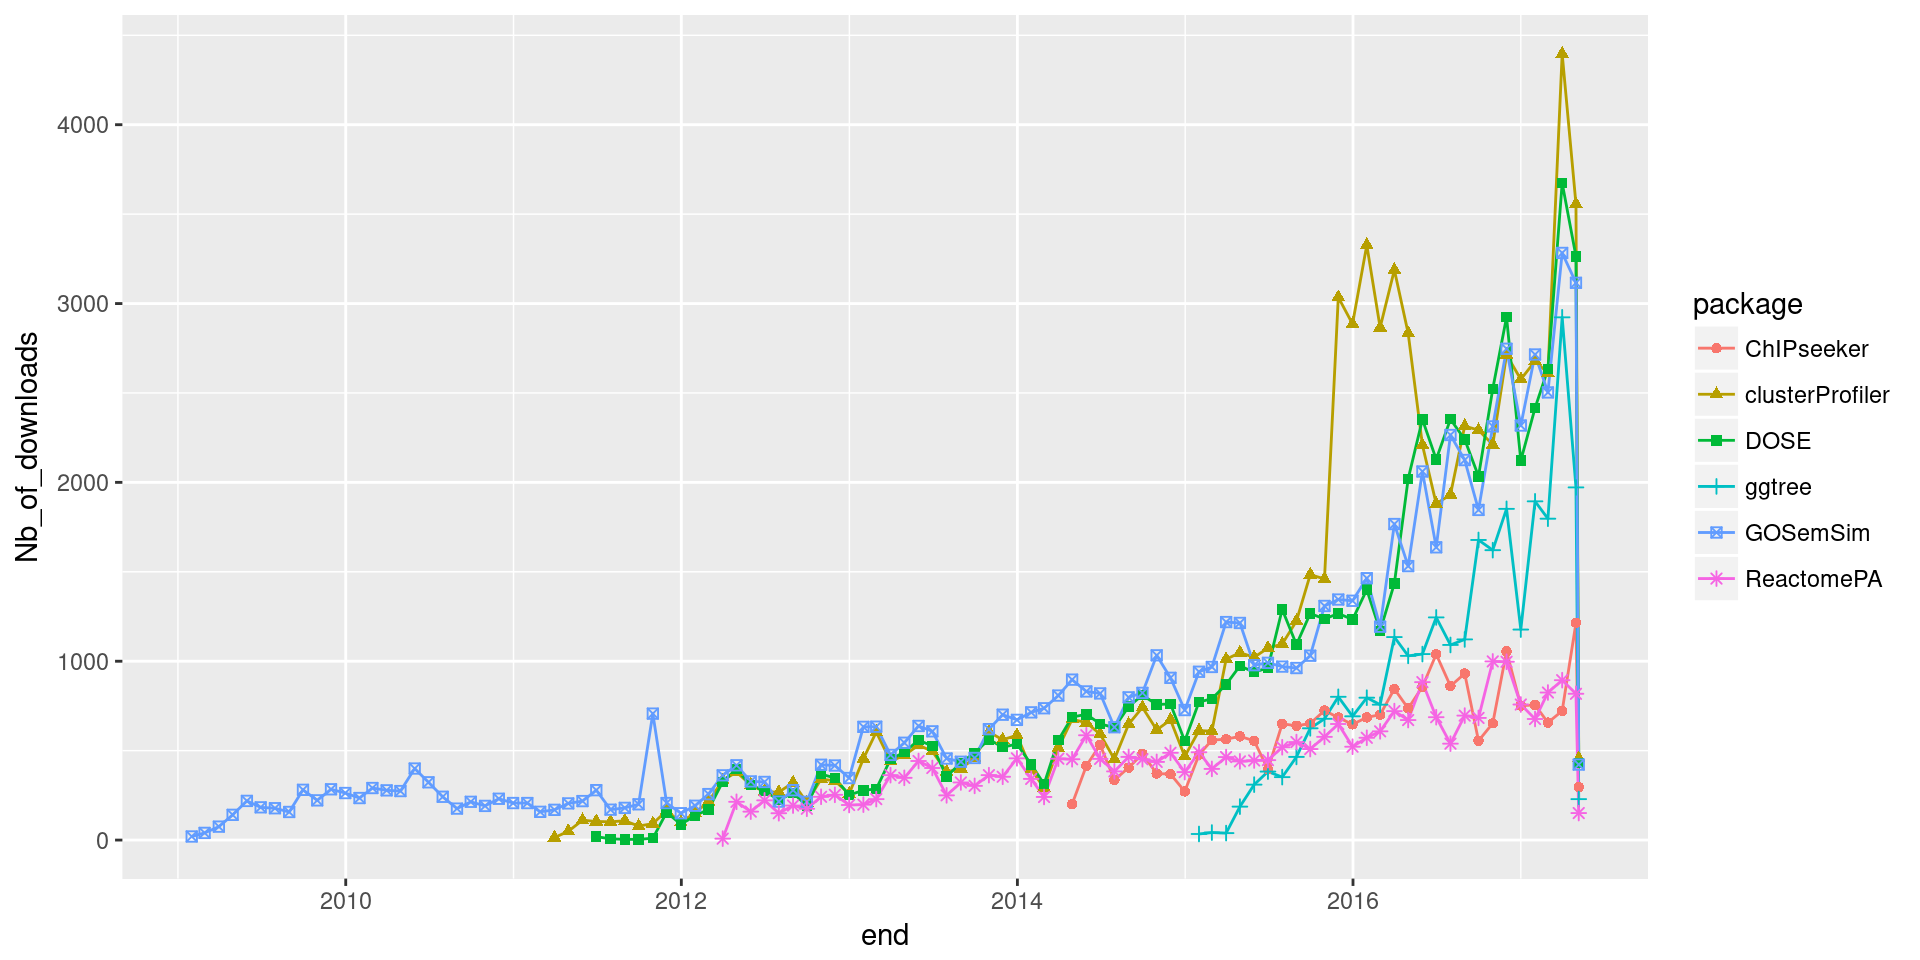 4000
3000
2000
1000
0
Nb_of_downloads
2010
2012
2014
2016
end
package
ChIPseeker
clusterProfiler
DOSE
ggtree
GOSemSim
ReactomePA